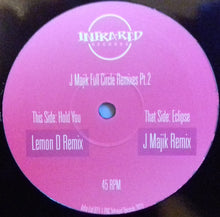 INFRARED
RECORDS
J Majik Full Circle Remixes Pt.2
This Side: Hold You
Lemon D Remix
That Side: Eclipse
J Majik Remix
45 RPM